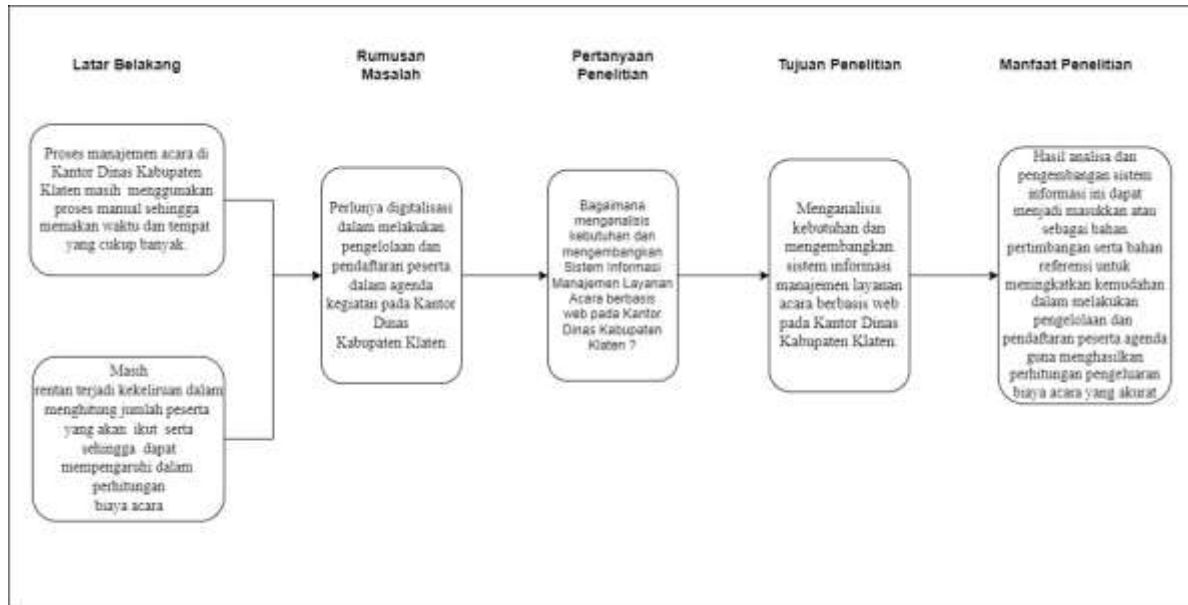 Latar Belakang
Rumusan
Masalah
Pertanyaan
Penelitian
Tujuan Penelitian
Manfaat Penelitian
Proses manajemen acara di
Kantor Dinas Kabupaten
Klaten masih menggunakan
proses manual sehingga
memakan waktu dan tempat
yang cukup banyak.
Masih
rentan terjadi kekeliruan dalam
menghitung jumlah peserta
yang akan ikut serta
sehingga dapat
mempengaruhi dalam
perhitungan
biaya acara
Perlunya digitalisasi
dalam melakukan
pengelolaan dan
pendaftaran peserta
dalam agenda
kegiatan pada Kantor
Dinas
Kabupaten Klaten
Bagaimana
menganalisis
kebutuhan dan
mengembangkan
Sistem Informasi
Manajemen Layanan
Acara berbasis
web pada Kantor
Dinas Kabupaten
Klaten ?
Menganalisis
kebutuhan dan
mengembangkan
sistem informasi
manajemen layanan
acara berbasis web
pada Kantor Dinas
Kabupaten Klaten.
Hasil analisa dan
pengembangan sistem
informasi ini dapat
menjadi masukkan atau
sebagai bahan
pertimbangan serta bahan
referensi untuk
meningkatkan kemudahan
dalam melakukan
pengelolaan dan
pendaftaran peserta agenda
guna menghasilkan
perhitungan pengeluaran
biaya acara yang akurat